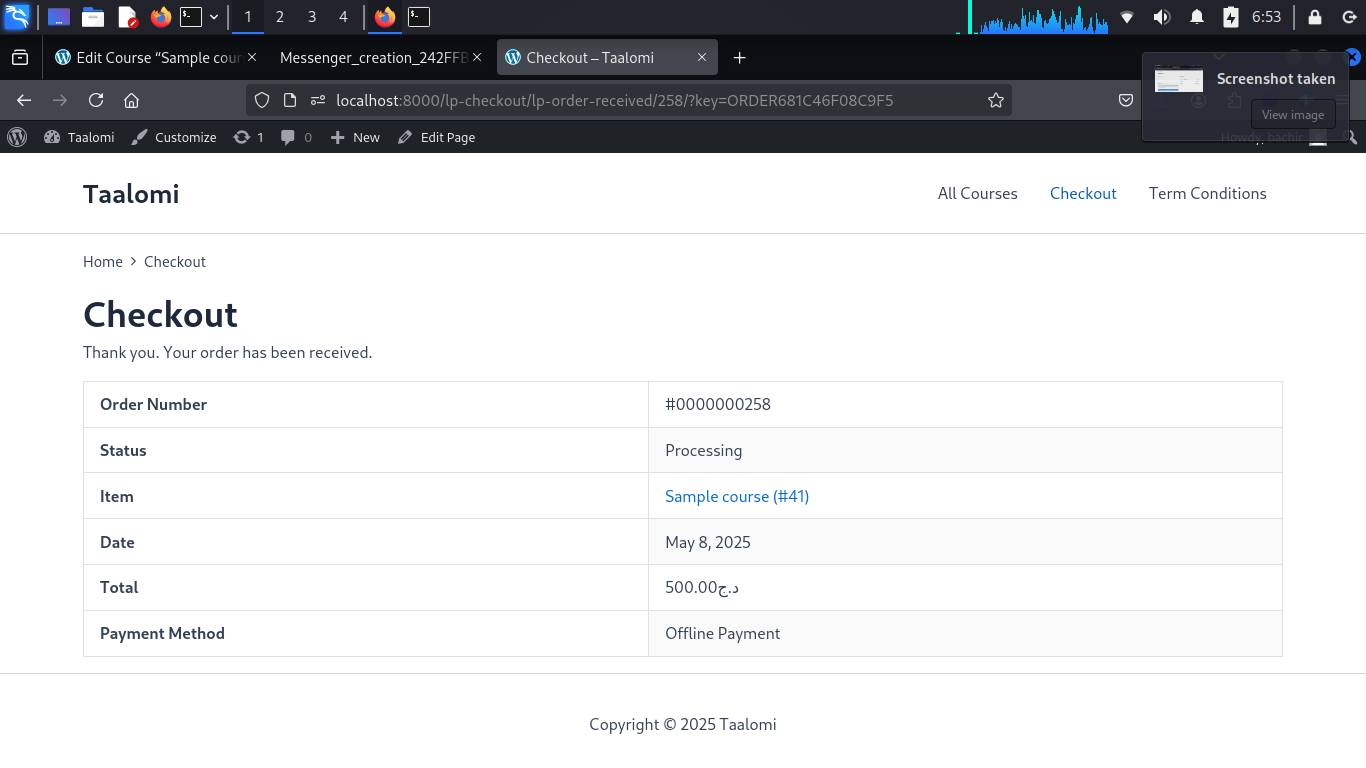 1 2 3 4 6:53
Edit Course “Sample cour Messenger_creation_242FFB Checkout – Taalomi
localhost:8000/lp-checkout/lp-order-received/258/?key=ORDER681C46F08C9F5
Screenshot taken
View image
Taalomi Customize 1 0 New Edit Page Howdy, bachir
Taalomi All Courses Checkout Term Conditions
Home > Checkout
Checkout
Thank you. Your order has been received.
Order Number #0000000258
Status Processing
Item Sample course (#41)
Date May 8, 2025
Total 500.00د.ج
Payment Method Offline Payment
Copyright © 2025 Taalomi